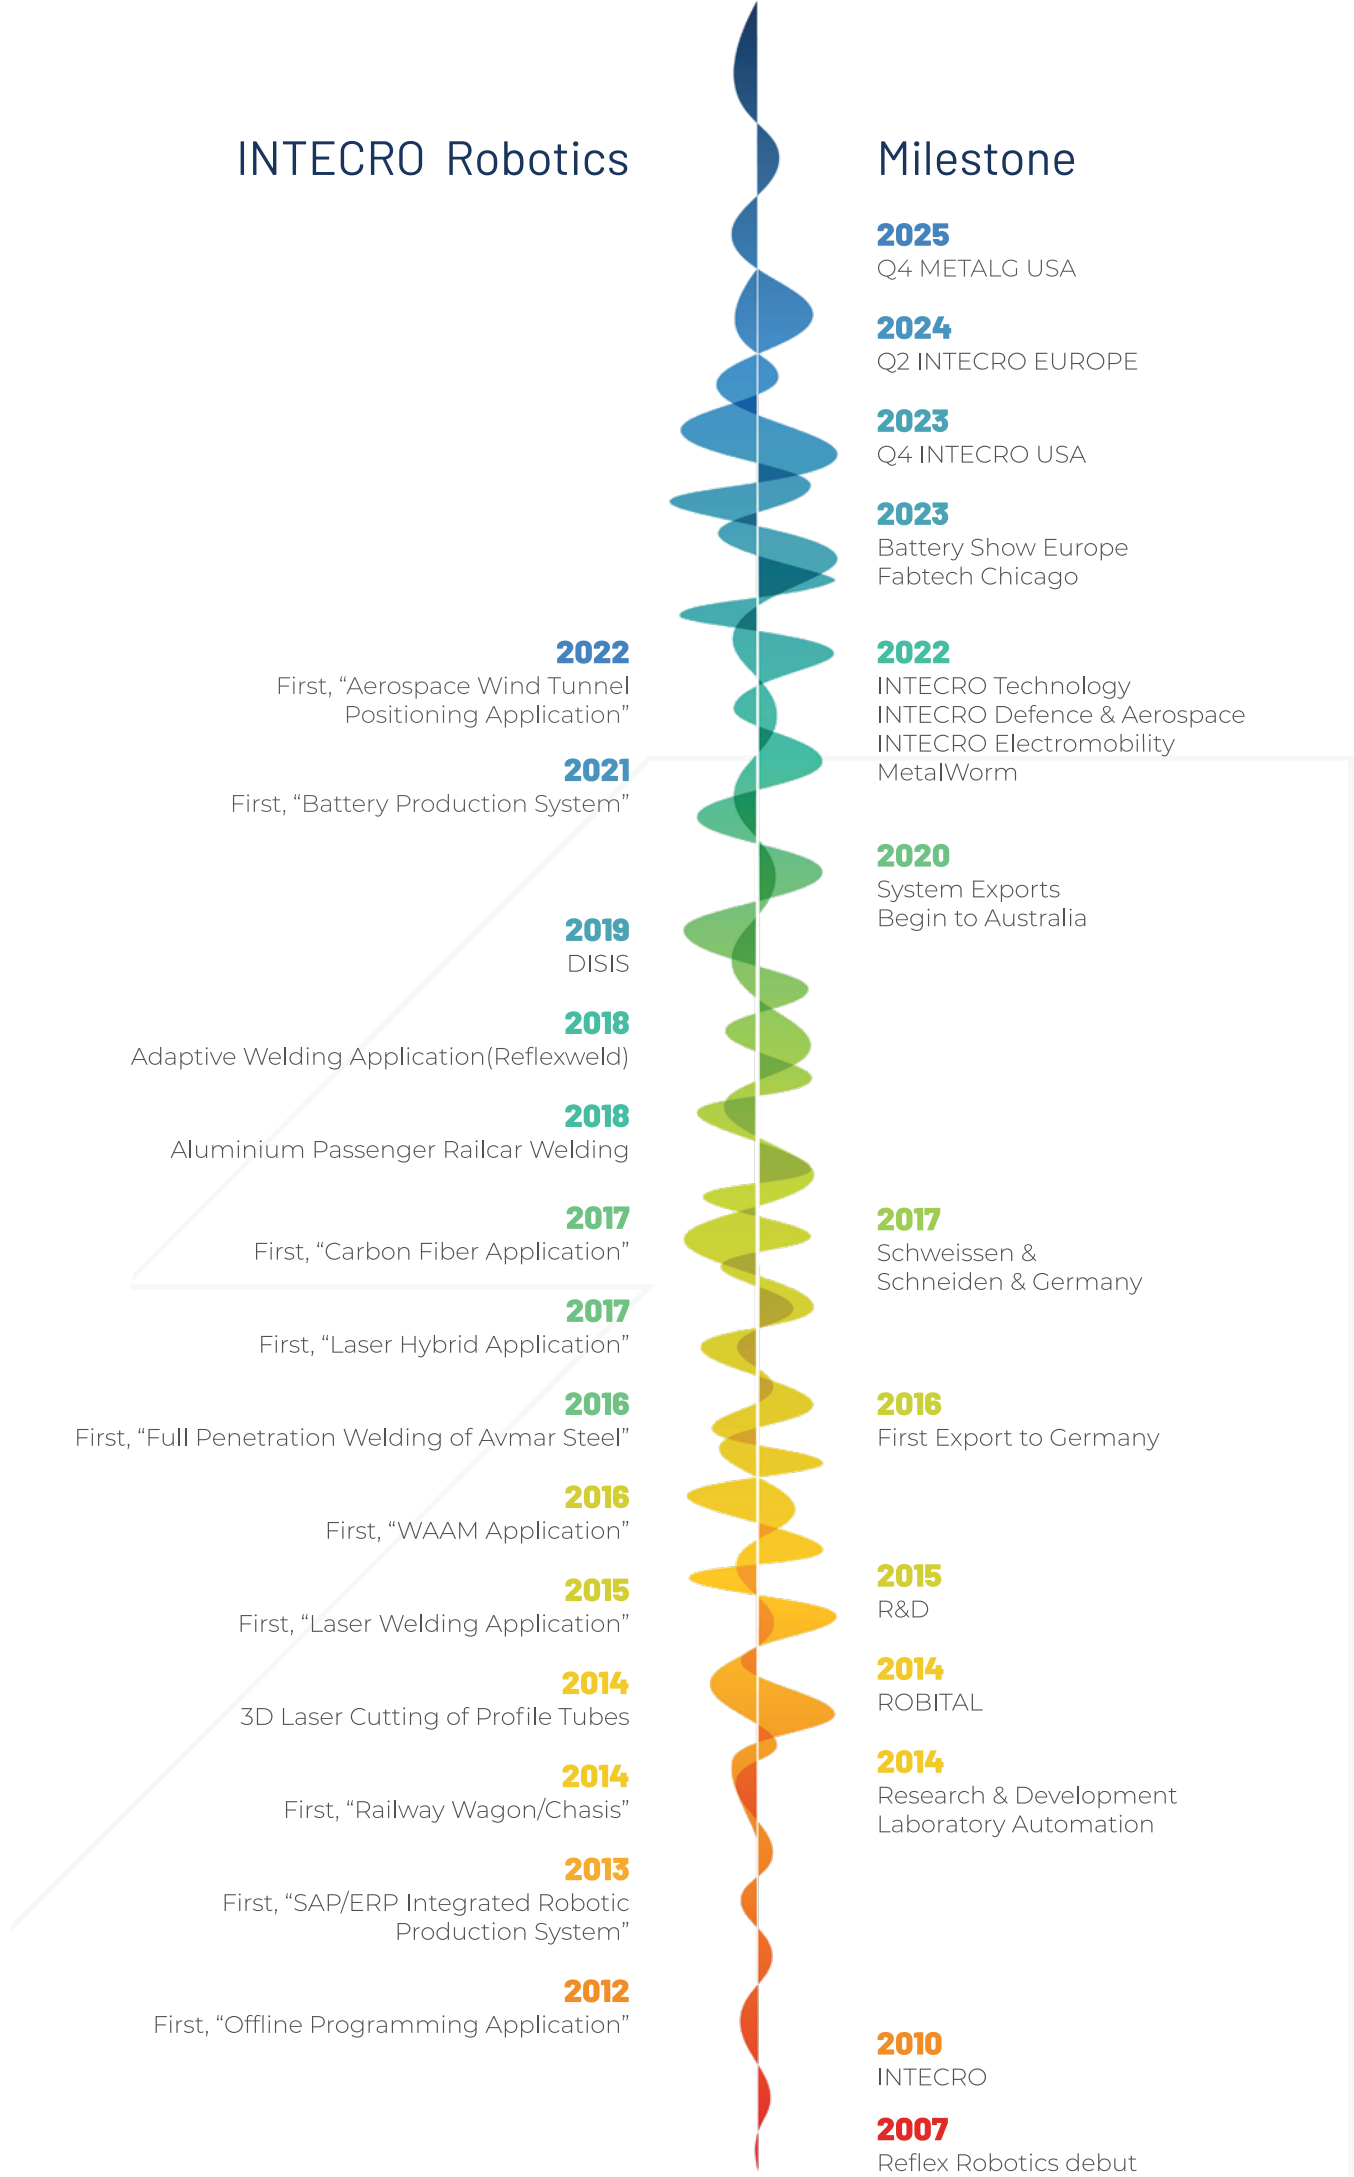 INTECRO Robotics
2022
First, “Aerospace Wind Tunnel
Positioning Application”
2021
First, “Battery Production System”
2019
DISIS
2018
Adaptive Welding Application(Reflexweld)
2018
Aluminium Passenger Railcar Welding
2017
First, “Carbon Fiber Application”
2017
First, “Laser Hybrid Application”
2016
First, “Full Penetration Welding of Avmar Steel”
2016
First, “WAAM Application”
2015
First, “Laser Welding Application”
2014
3D Laser Cutting of Profile Tubes
2014
First, “Railway Wagon/Chasis”
2013
First, “SAP/ERP Integrated Robotic
Production System”
2012
First, “Offline Programming Application”
Milestone
2025
Q4 METALG USA
2024
Q2 INTECRO EUROPE
2023
Q4 INTECRO USA
2023
Battery Show Europe
Fabtech Chicago
2022
INTECRO Technology
INTECRO Defence & Aerospace
INTECRO Electromobility
MetalWorm
2020
System Exports
Begin to Australia
2017
Schweissen &
Schneiden & Germany
2016
First Export to Germany
2015
R&D
2014
ROBITAL
2014
Research & Development
Laboratory Automation
2010
INTECRO
2007
Reflex Robotics debut